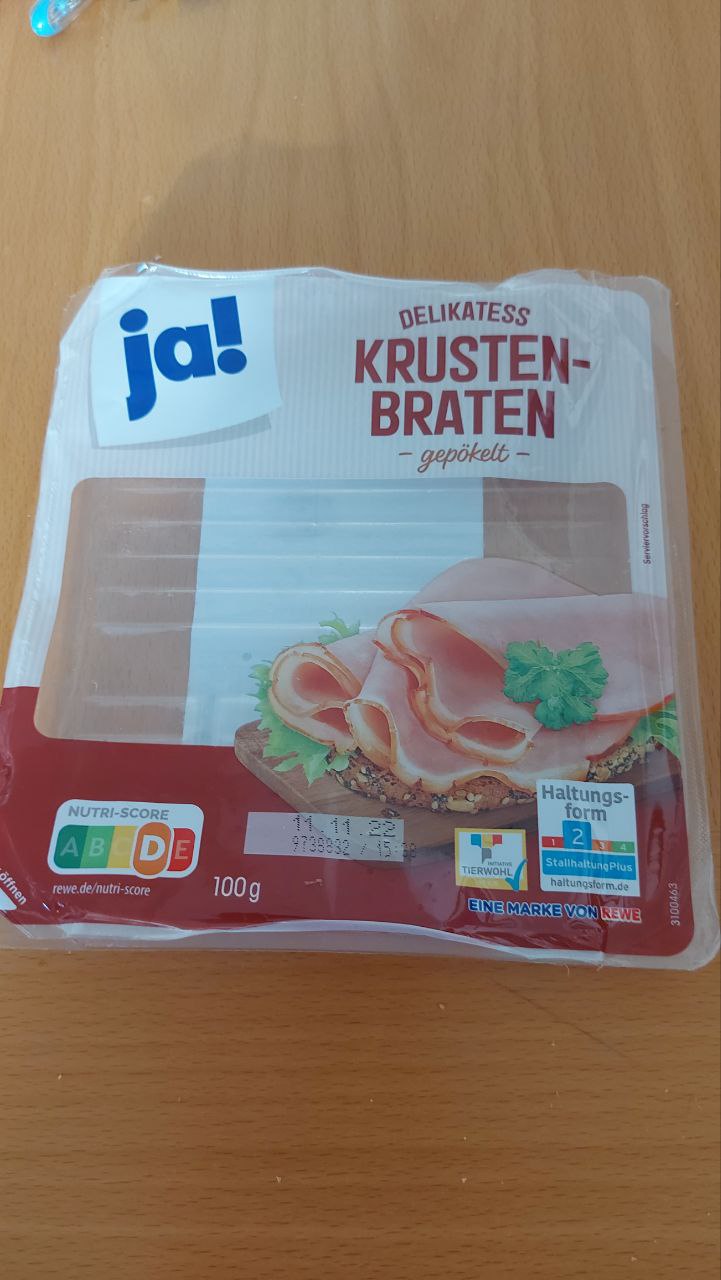 ja!
DELIKATESS
KRUSTEN-
BRATEN
- gepökelt -
Serviervorschlag
NUTRI-SCORE
A B C D E
rewe.de/nutri-score
öffnen
100 g
11.11.22
INITIATIVE
TIERWOHL
Haltungs-
form
1 2 3 4
StallhaltungPlus
haltungsform.de
EINE MARKE VON REWE
3100463